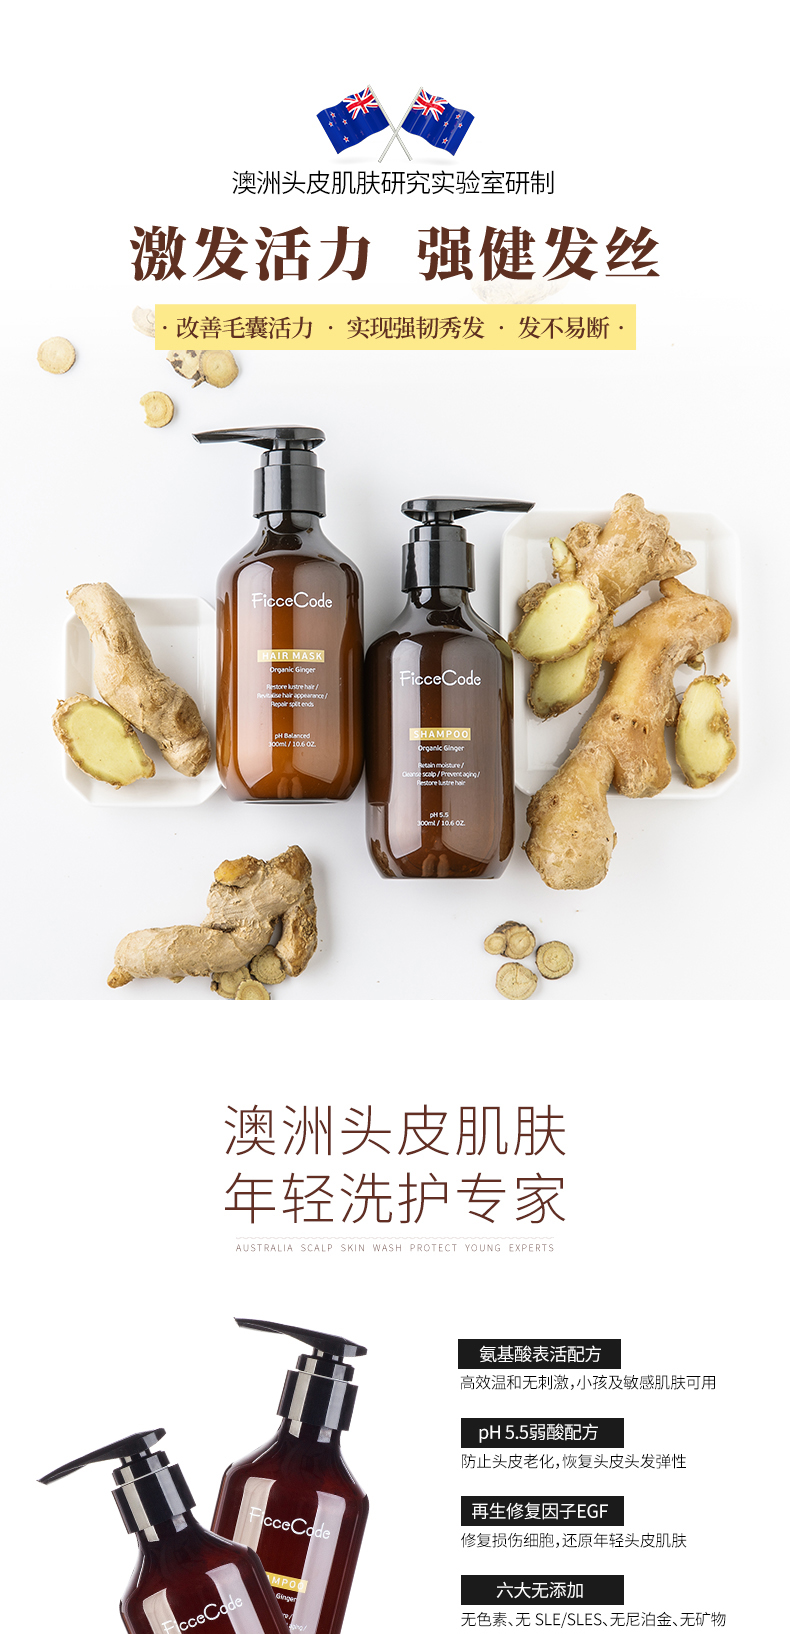 澳洲头皮肌肤研究实验室研制
激发活力 强健发丝
·改善毛囊活力 · 实现强韧秀发 · 发不易断·
FicceCode
HAIR MASK
Organic Ginger
Restore lustre hair /
Revitalise hair appearance /
Repair split ends
pH Balanced
300ml / 10.6 OZ.
FicceCode
SHAMPOO
Organic Ginger
Retain moisture /
Cleanse scalp / Prevent aging /
Restore lustre hair
pH 5.5
300ml / 10.6 OZ.
澳洲头皮肌肤
年轻洗护专家
AUSTRALIA SCALP SKIN WASH PROTECT YOUNG EXPERTS
氨基酸表活配方
高效温和无刺激,小孩及敏感肌肤可用
pH 5.5弱酸配方
防止头皮老化,恢复头皮头发弹性
再生修复因子EGF
修复损伤细胞,还原年轻头皮肌肤
六大无添加
无色素、无 SLE/SLES、无尼泊金、无矿物
FicceCode
FicceCode